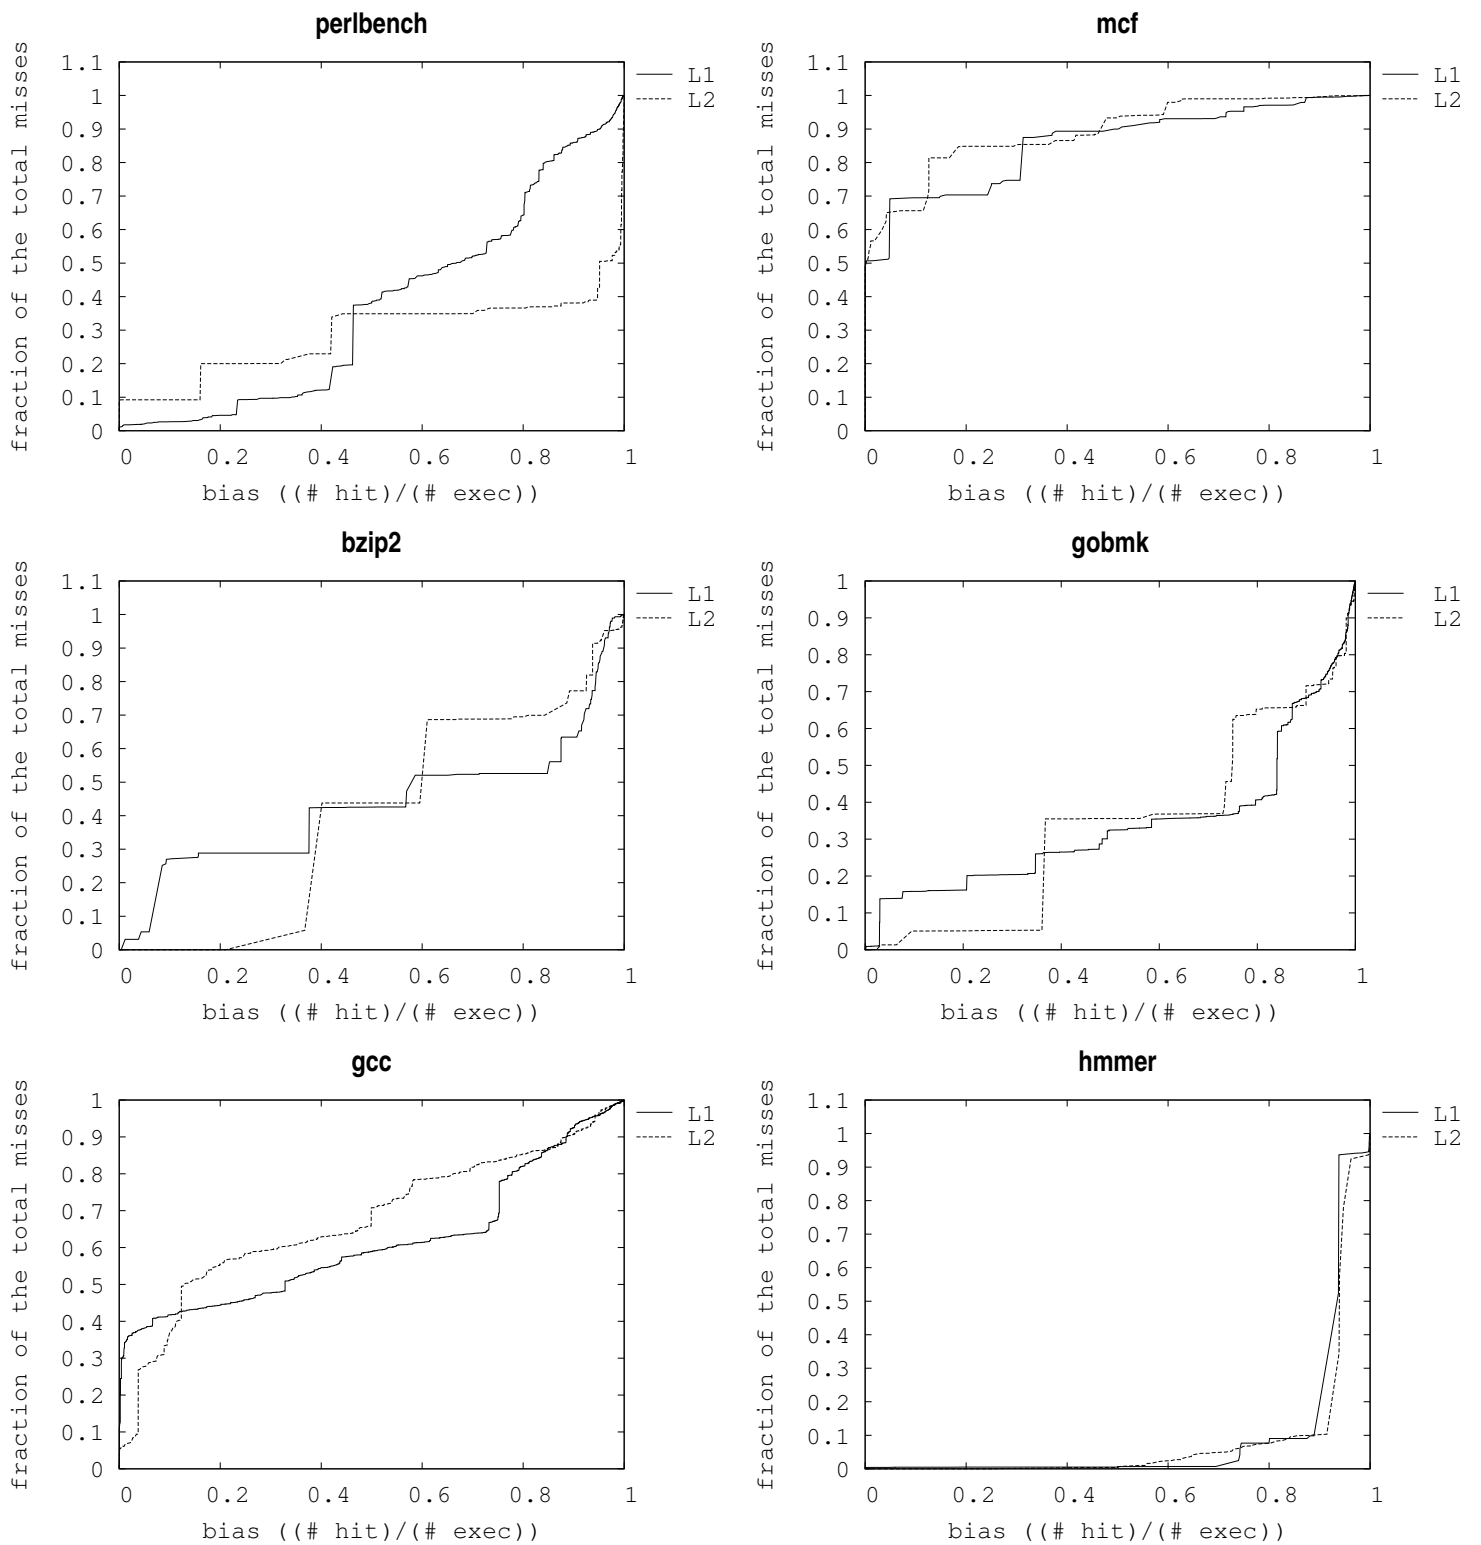 perlbench
fraction of the total misses
1.1
1
0.9
0.8
0.7
0.6
0.5
0.4
0.3
0.2
0.1
0
0 0.2 0.4 0.6 0.8 1
bias ((# hit)/(# exec))
L1
L2
mcf
fraction of the total misses
1.1
1
0.9
0.8
0.7
0.6
0.5
0.4
0.3
0.2
0.1
0
0 0.2 0.4 0.6 0.8 1
bias ((# hit)/(# exec))
L1
L2
bzip2
fraction of the total misses
1.1
1
0.9
0.8
0.7
0.6
0.5
0.4
0.3
0.2
0.1
0
0 0.2 0.4 0.6 0.8 1
bias ((# hit)/(# exec))
L1
L2
gobmk
fraction of the total misses
1
0.9
0.8
0.7
0.6
0.5
0.4
0.3
0.2
0.1
0
0 0.2 0.4 0.6 0.8 1
bias ((# hit)/(# exec))
L1
L2
gcc
fraction of the total misses
1
0.9
0.8
0.7
0.6
0.5
0.4
0.3
0.2
0.1
0
0 0.2 0.4 0.6 0.8 1
bias ((# hit)/(# exec))
L1
L2
hmmer
fraction of the total misses
1.1
1
0.9
0.8
0.7
0.6
0.5
0.4
0.3
0.2
0.1
0
0 0.2 0.4 0.6 0.8 1
bias ((# hit)/(# exec))
L1
L2